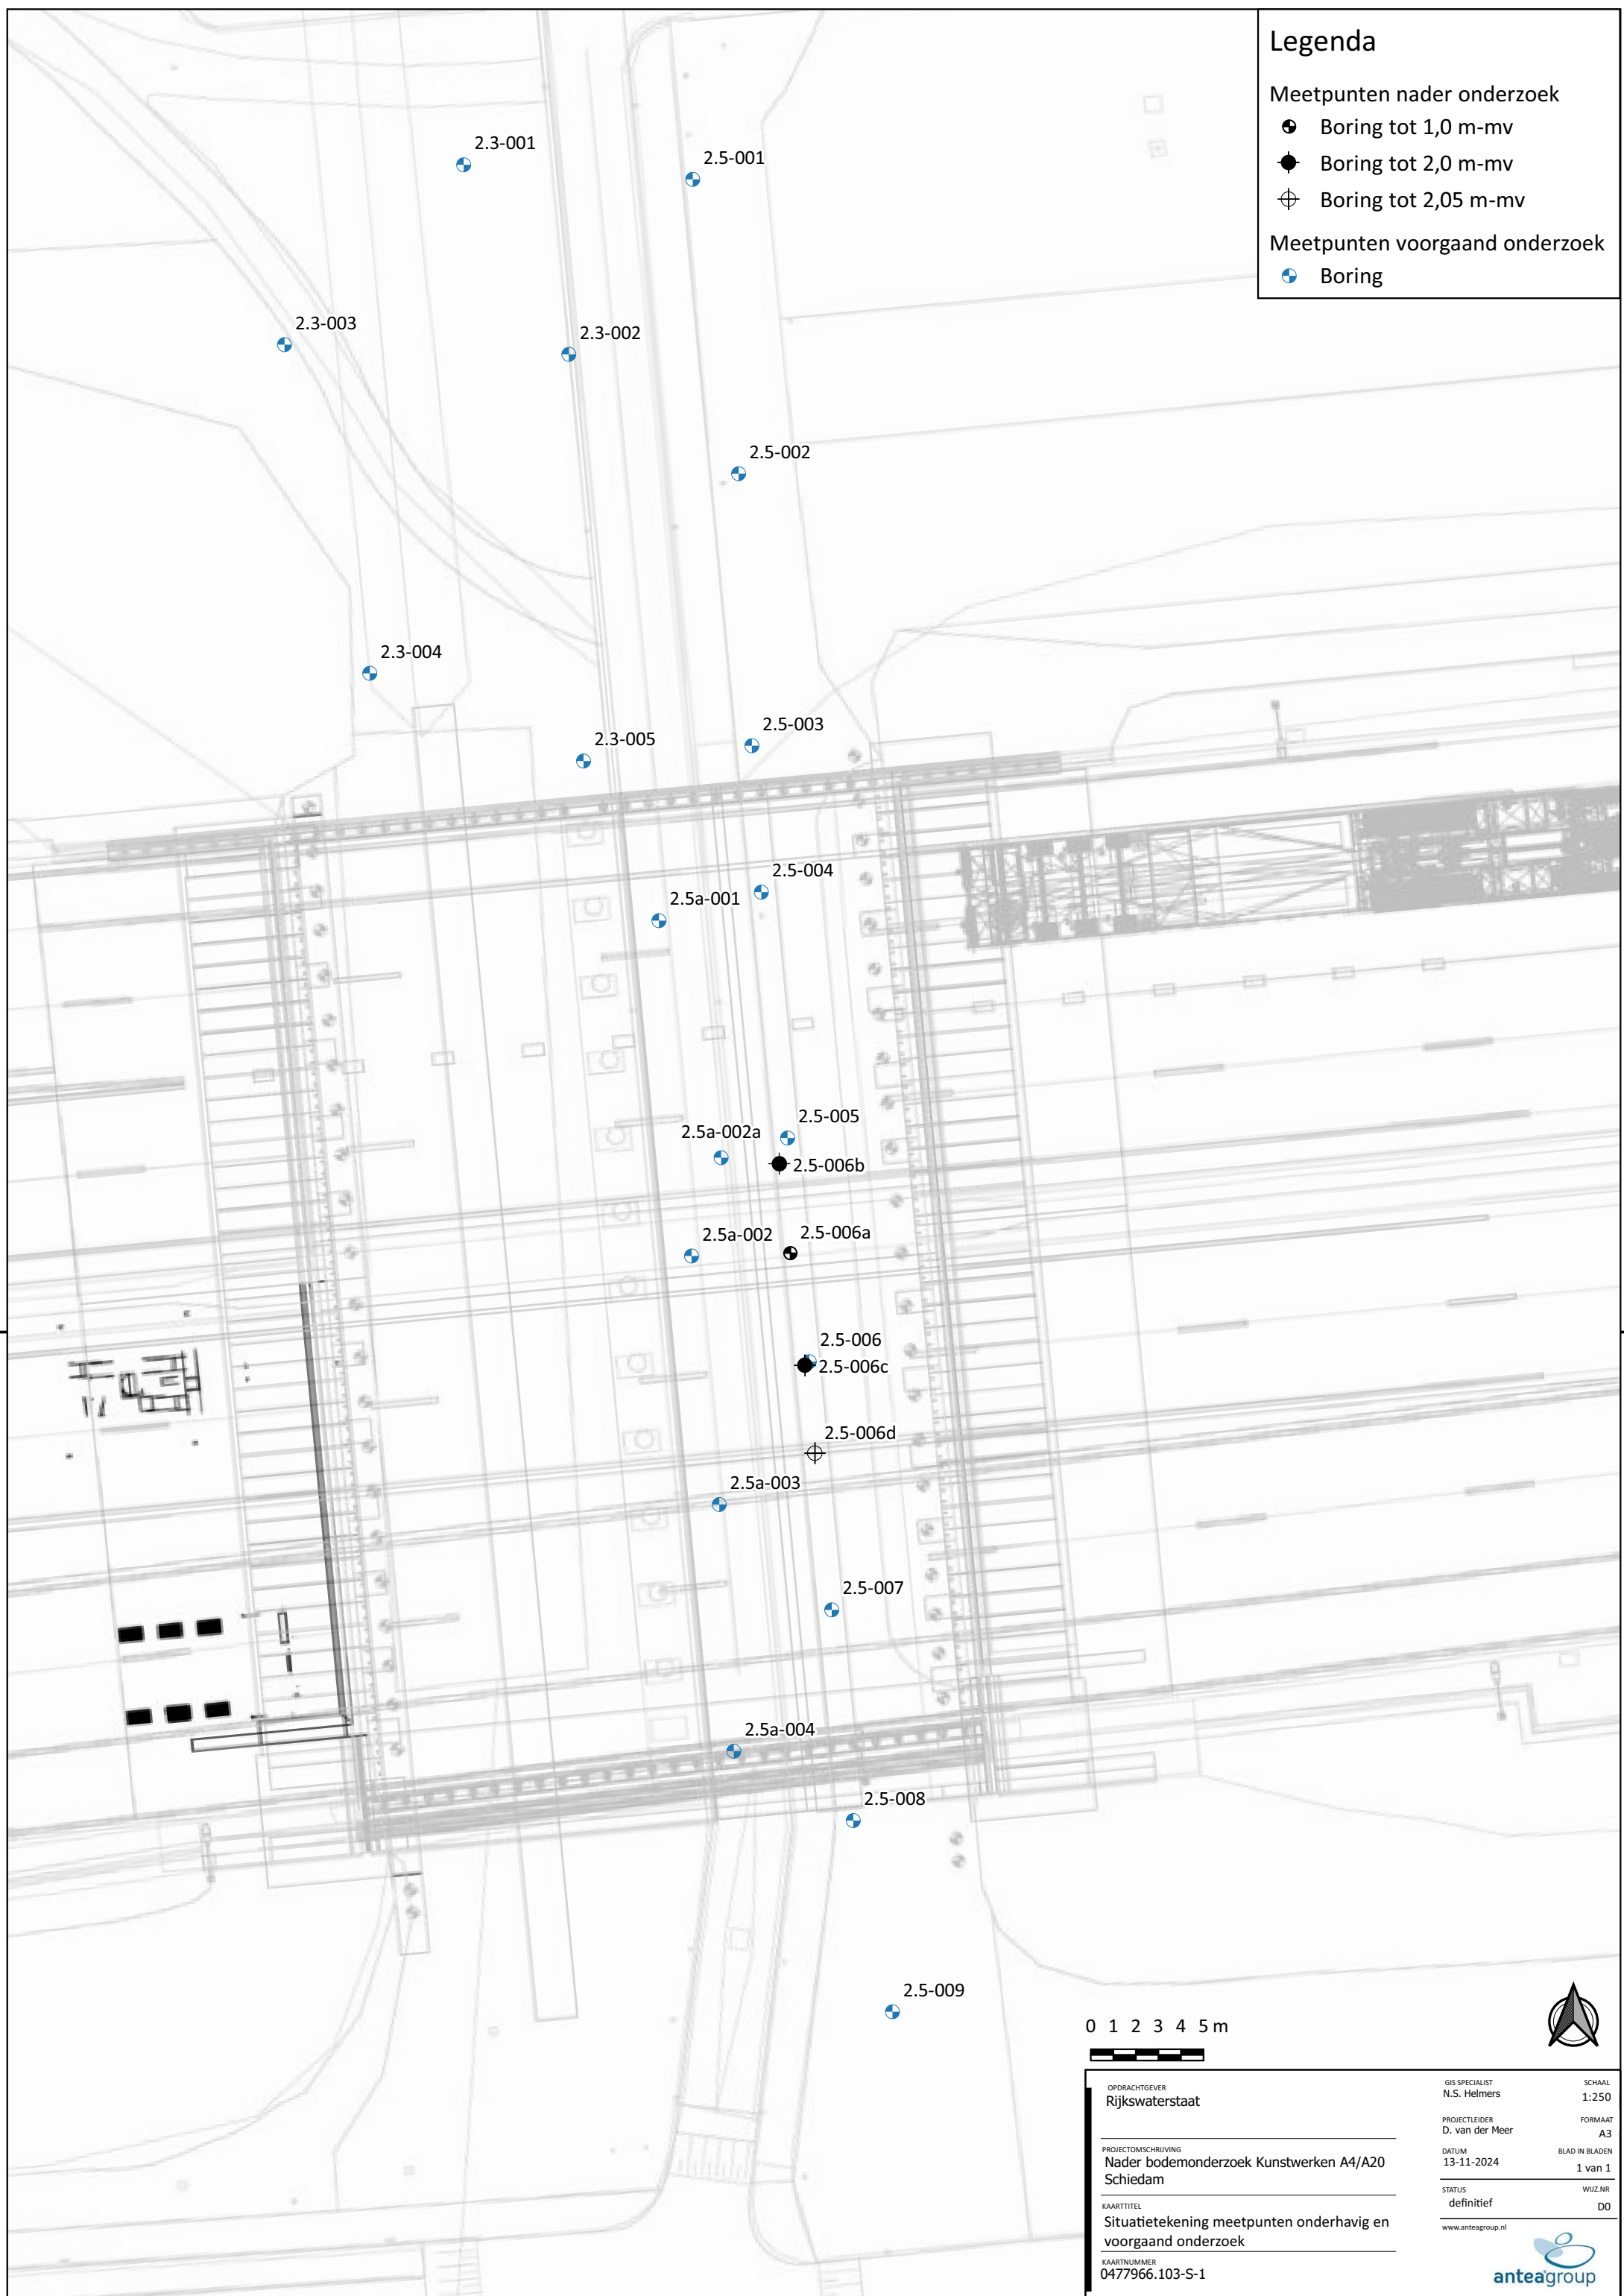 Legenda
Meetpunten nader onderzoek
Boring tot 1,0 m-mv
Boring tot 2,0 m-mv
Boring tot 2,05 m-mv
Meetpunten voorgaand onderzoek
Boring
2.3-001
2.5-001
2.3-003
2.3-002
2.5-002
2.3-004
2.5-003
2.3-005
2.5-004
2.5a-001
2.5-005
2.5a-002a
2.5-006b
2.5a-002
2.5-006a
2.5-006
2.5-006c
2.5-006d
2.5a-003
2.5-007
2.5a-004
2.5-008
2.5-009
0 1 2 3 4 5 m
OPDRACHTGEVER
Rijkswaterstaat
PROJECTOMSCHRIJVING
Nader bodemonderzoek Kunstwerken A4/A20
Schiedam
KAARTTITEL
Situatietekening meetpunten onderhavig en
voorgaand onderzoek
KAARTNUMMER
0477966.103-S-1
GIS SPECIALIST
N.S. Helmers
SCHAAL
1:250
PROJECTLEIDER
D. van der Meer
FORMAAT
A3
DATUM
13-11-2024
BLAD IN BLADEN
1 van 1
STATUS
definitief
WIJZ.NR
D0
www.anteagroup.nl
anteagroup